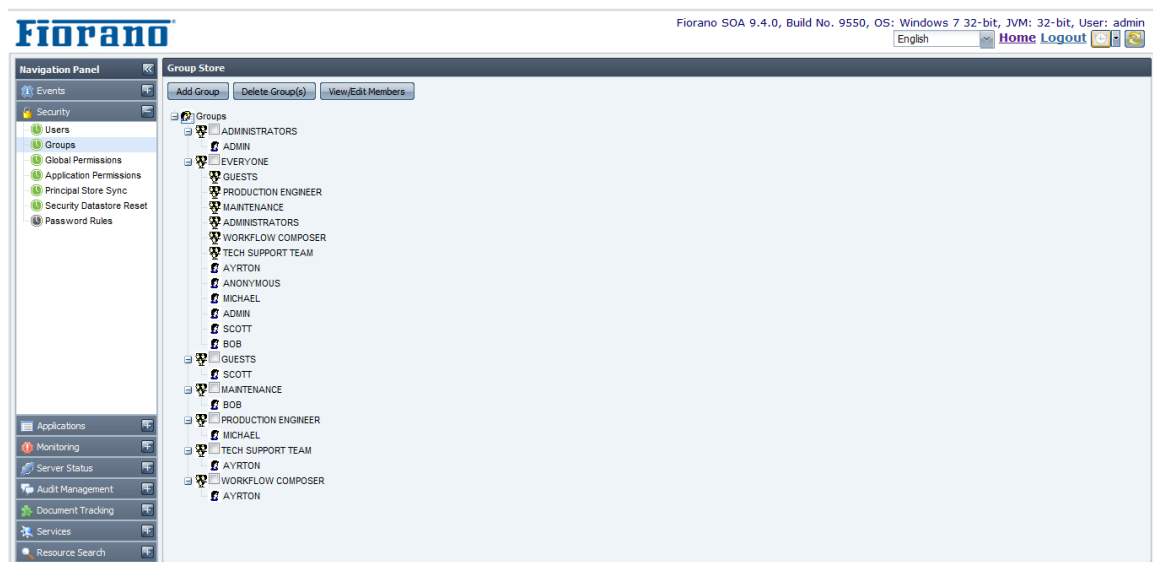 Fiorano
Fiorano SOA 9.4.0, Build No. 9550, OS: Windows 7 32-bit, JVM: 32-bit, User: admin
English Home Logout
Navigation Panel
Events
Security
Users
Groups
Global Permissions
Application Permissions
Principal Store Sync
Security Datastore Reset
Password Rules
Applications
Monitoring
Server Status
Audit Management
Document Tracking
Services
Resource Search
Group Store
Add Group Delete Group(s) View/Edit Members
Groups
ADMINISTRATORS
ADMIN
EVERYONE
GUESTS
PRODUCTION ENGINEER
MAINTENANCE
ADMINISTRATORS
WORKFLOW COMPOSER
TECH SUPPORT TEAM
AYRTON
ANONYMOUS
MICHAEL
ADMIN
SCOTT
BOB
GUESTS
SCOTT
MAINTENANCE
BOB
PRODUCTION ENGINEER
MICHAEL
TECH SUPPORT TEAM
AYRTON
WORKFLOW COMPOSER
AYRTON